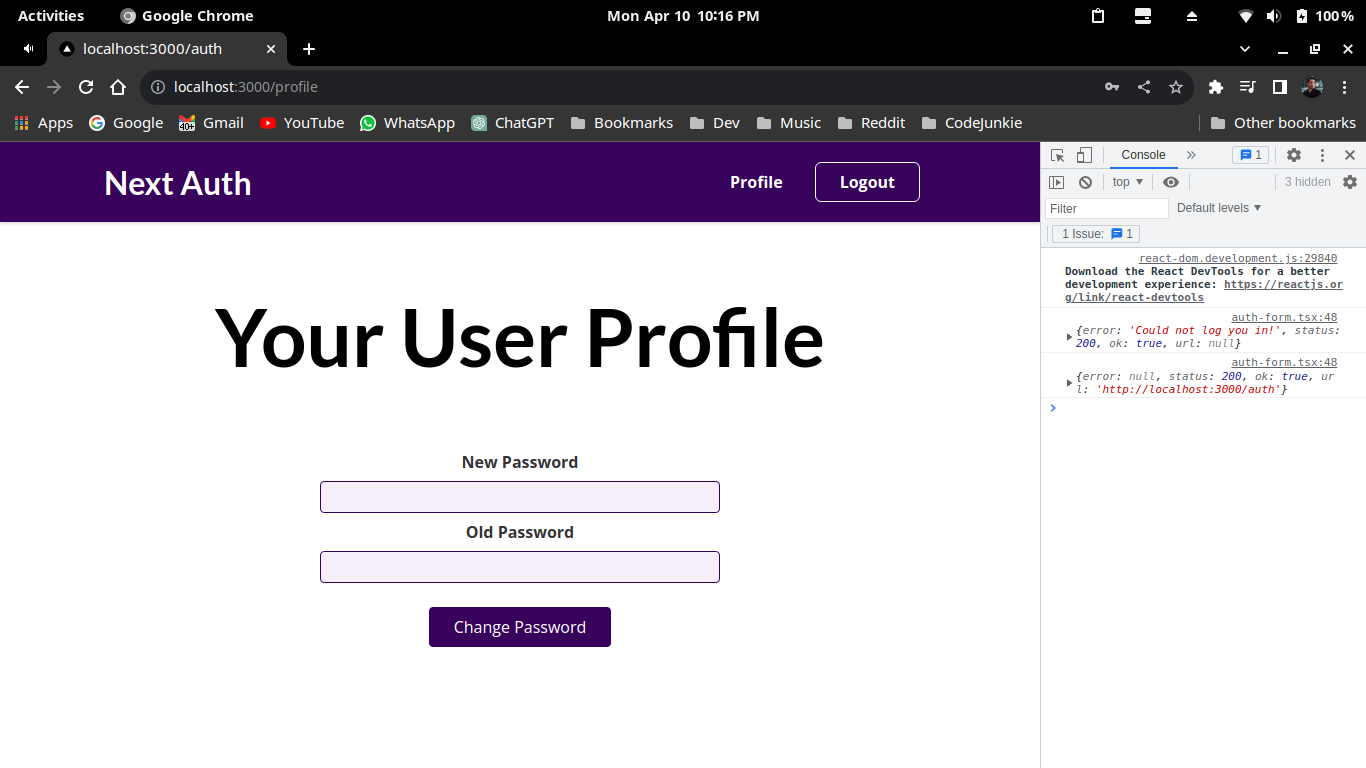 Activities Google Chrome Mon Apr 10 10:16 PM 100%
localhost:3000/auth
localhost:3000/profile
Apps Google 40+ Gmail YouTube WhatsApp ChatGPT Bookmarks Dev Music Reddit CodeJunkie Other bookmarks
Next Auth Profile Logout
Your User Profile
New Password
Old Password
Change Password
Console » 1
top 3 hidden
Filter Default levels
1 Issue: 1
react-dom.development.js:29840
Download the React DevTools for a better
development experience: https://reactjs.or
g/link/react-devtools
auth-form.tsx:48
{error: 'Could not log you in!', status:
200, ok: true, url: null}
auth-form.tsx:48
{error: null, status: 200, ok: true, ur
l: 'http://localhost:3000/auth'}